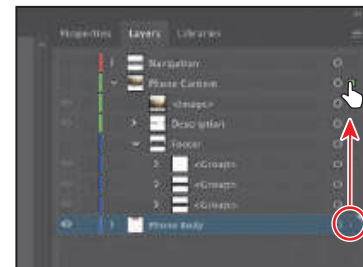 Properties Layers Libraries
Navigation
Phone Content
<Image>
Description
Footer
<Group>
<Group>
<Group>
Phone Body